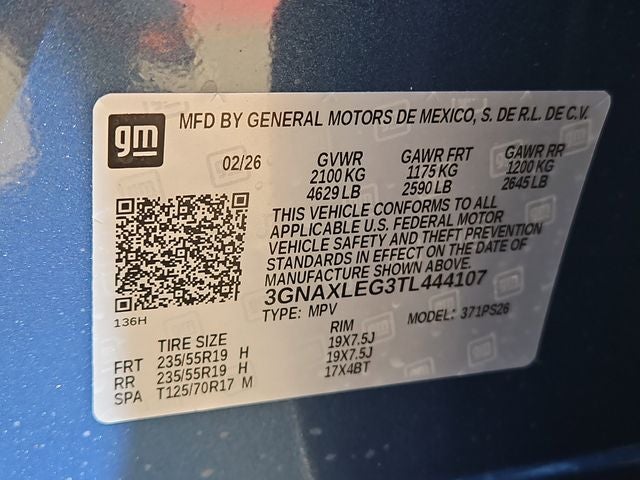 gm
MFD BY GENERAL MOTORS DE MEXICO, S. DE R.L. DE C.V.
02/26 GVWR GAWR FRT GAWR RR
2100 KG 1175 KG 1200 KG
4629 LB 2590 LB 2645 LB
THIS VEHICLE CONFORMS TO ALL
APPLICABLE U.S. FEDERAL MOTOR
VEHICLE SAFETY AND THEFT PREVENTION
STANDARDS IN EFFECT ON THE DATE OF
MANUFACTURE SHOWN ABOVE.
3GNAXLEG3TL444107
136H
TYPE: MPV MODEL: 371PS26
TIRE SIZE RIM
FRT 235/55R19 H 19X7.5J
RR 235/55R19 H 19X7.5J
SPA T125/70R17 M 17X4BT